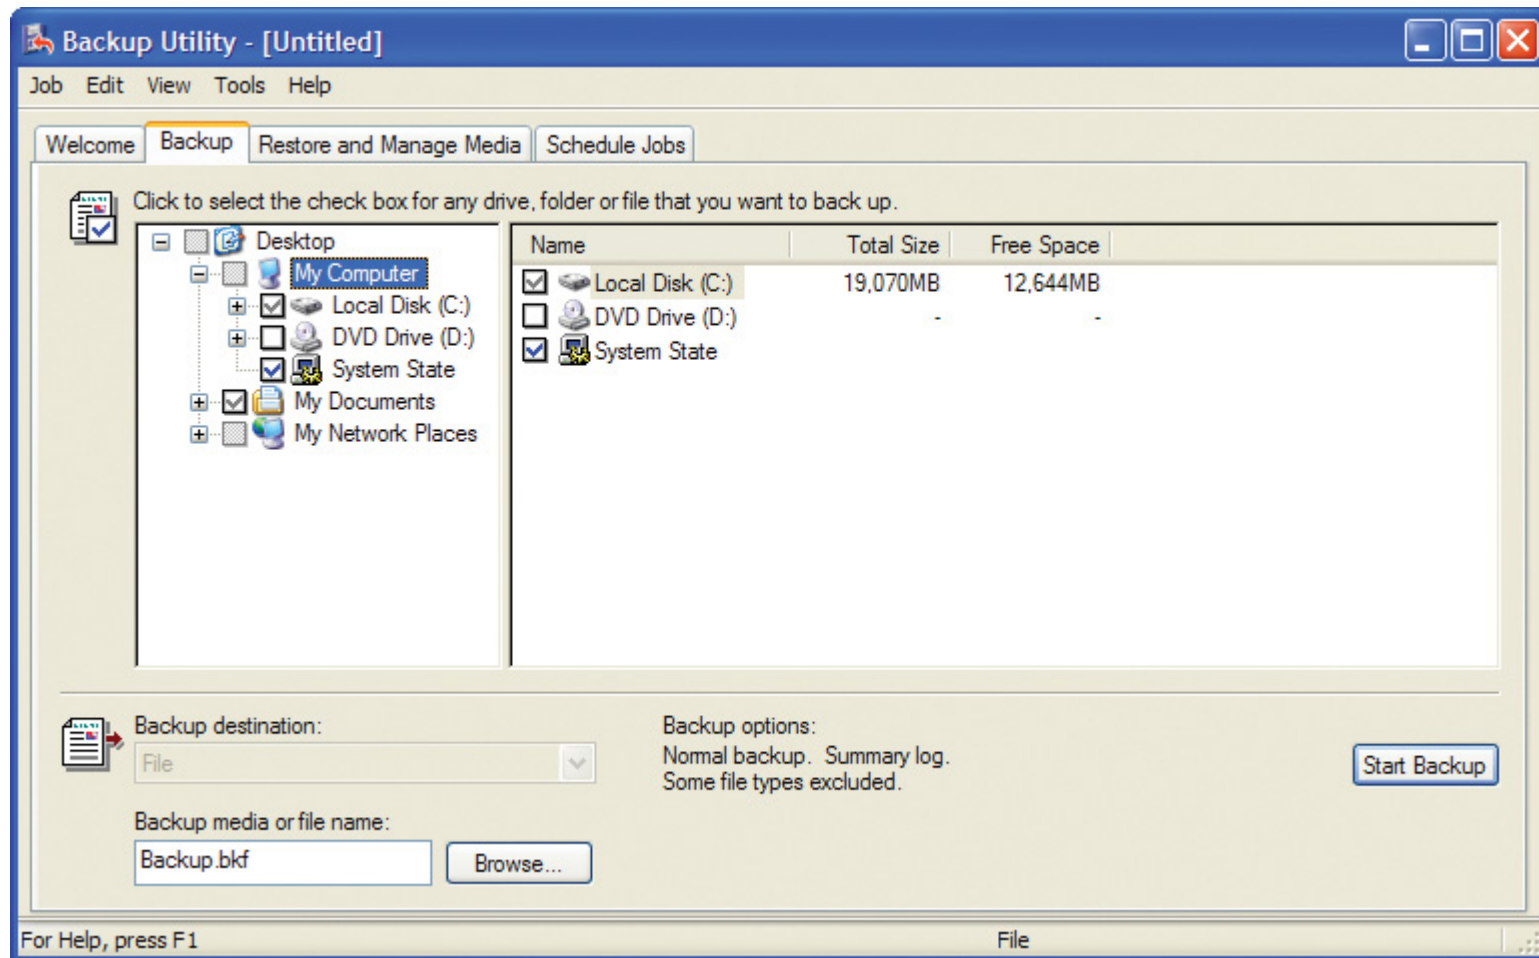 Backup Utility - [Untitled]
Job Edit View Tools Help
Welcome Backup Restore and Manage Media Schedule Jobs
Click to select the check box for any drive, folder or file that you want to back up.
Desktop
My Computer
Local Disk (C:)
DVD Drive (D:)
System State
My Documents
My Network Places
Name Total Size Free Space
Local Disk (C:) 19,070MB 12,644MB
DVD Drive (D:) - -
System State
Backup destination:
File
Backup media or file name:
Backup.bkf Browse...
Backup options:
Normal backup. Summary log.
Some file types excluded.
Start Backup
For Help, press F1 File